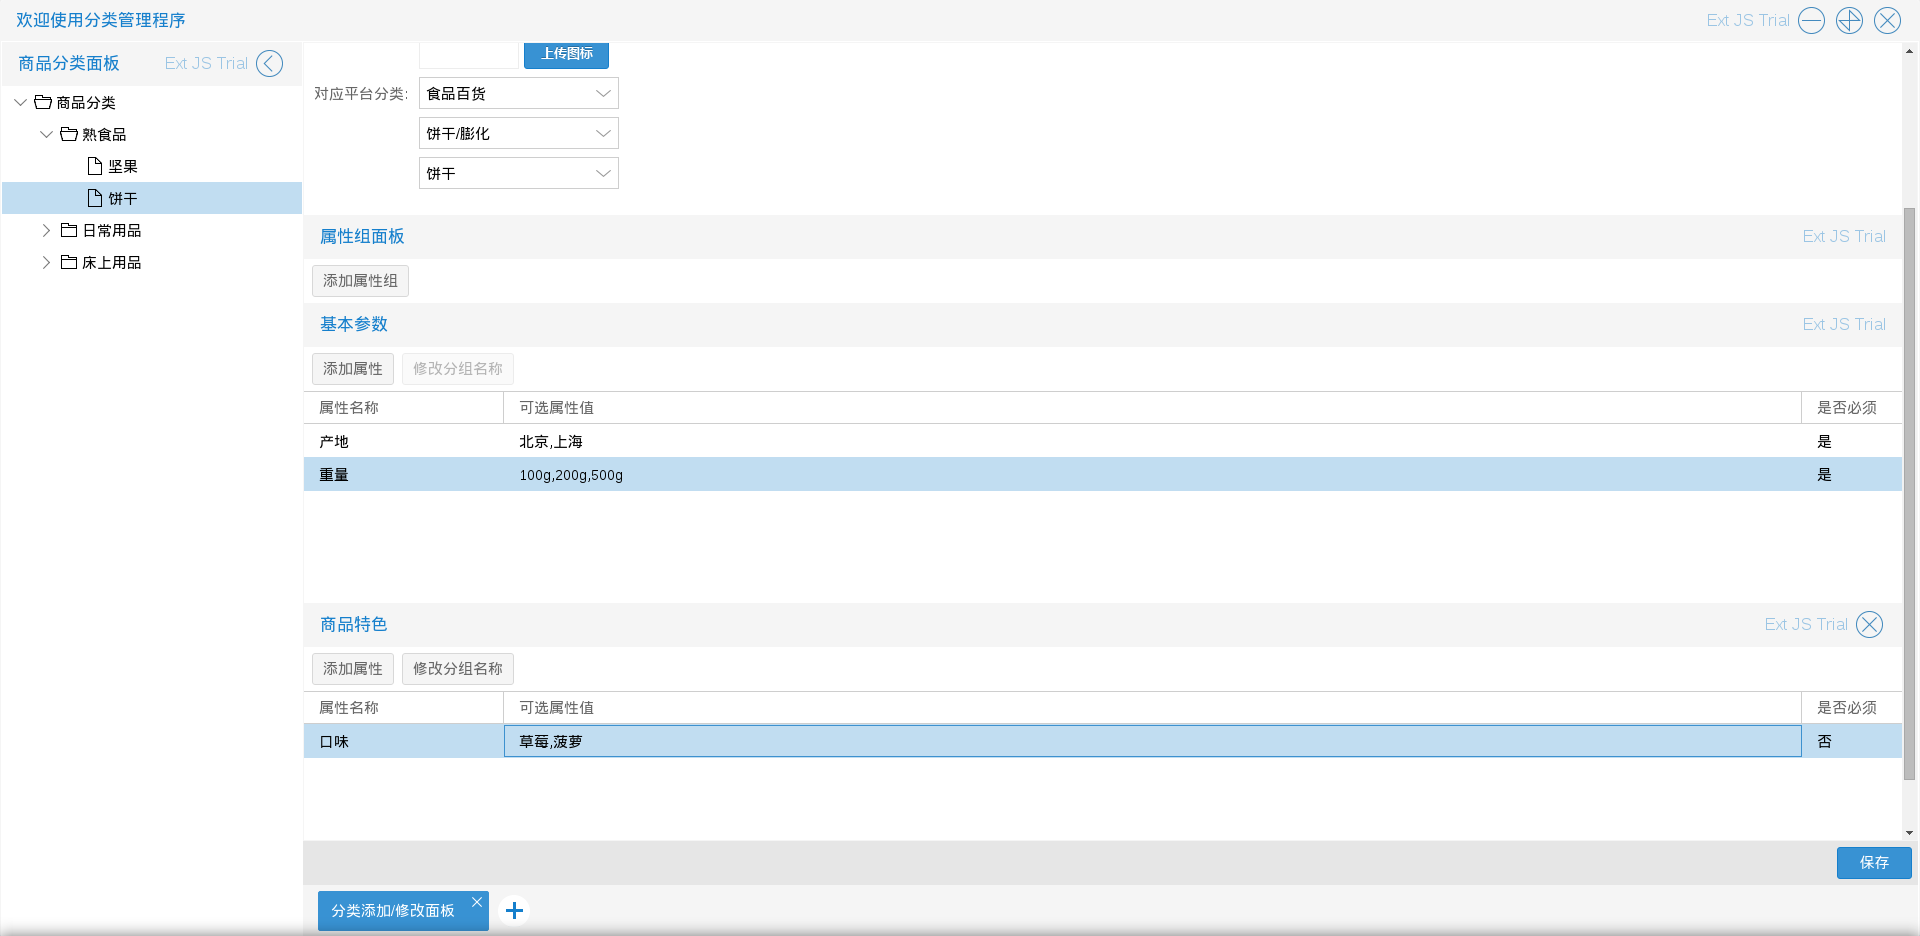 欢迎使用分类管理程序
Ext JS Trial
商品分类面板
Ext JS Trial
商品分类
熟食品
坚果
饼干
日常用品
床上用品
上传图标
对应平台分类:
食品百货
饼干/膨化
饼干
属性组面板
Ext JS Trial
添加属性组
基本参数
Ext JS Trial
添加属性 修改分组名称
属性名称 可选属性值 是否必须
产地 北京,上海 是
重量 100g,200g,500g 是
商品特色
Ext JS Trial
添加属性 修改分组名称
属性名称 可选属性值 是否必须
口味 草莓,菠萝 否
保存
分类添加/修改面板